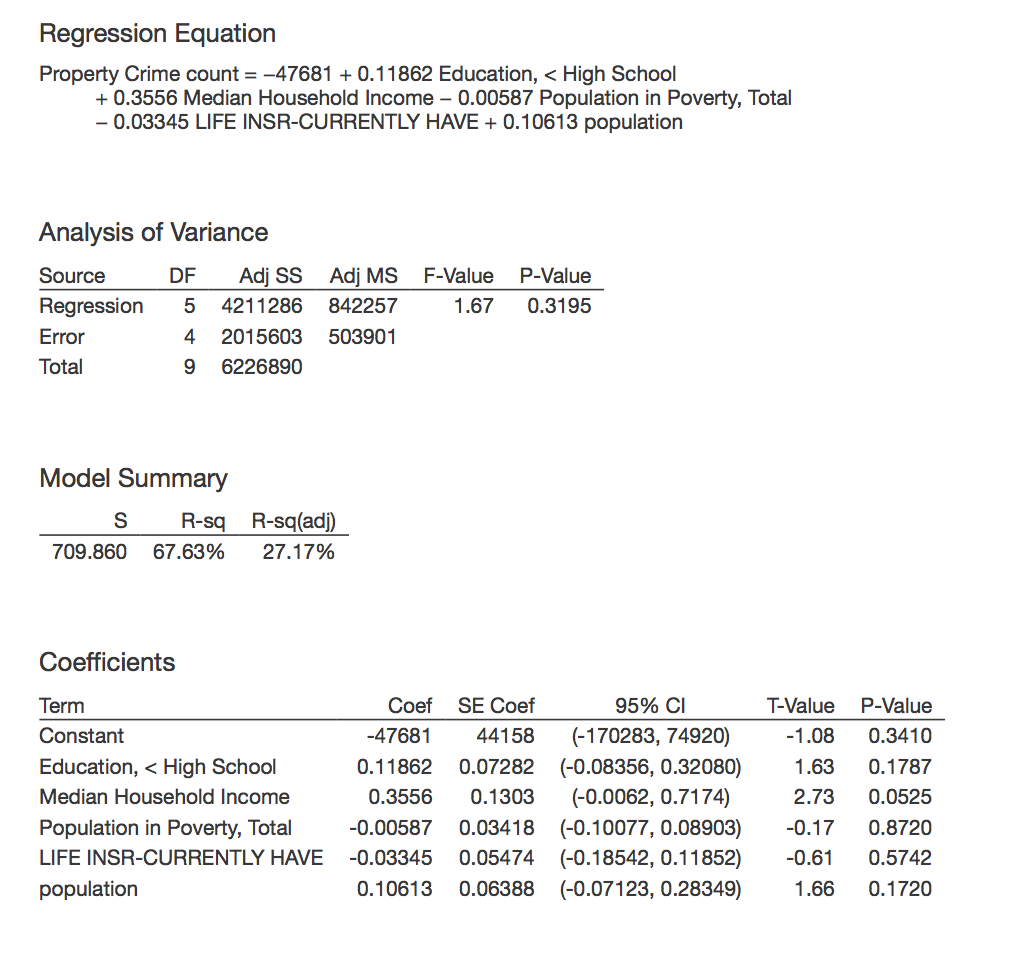 Regression Equation
Property Crime count = −47681 + 0.11862 Education, < High School
+ 0.3556 Median Household Income − 0.00587 Population in Poverty, Total
− 0.03345 LIFE INSR-CURRENTLY HAVE + 0.10613 population
Analysis of Variance
Source DF Adj SS Adj MS F-Value P-Value
Regression 5 4211286 842257 1.67 0.3195
Error 4 2015603 503901
Total 9 6226890
Model Summary
S R-sq R-sq(adj)
709.860 67.63% 27.17%
Coefficients
Term Coef SE Coef 95% CI T-Value P-Value
Constant -47681 44158 (-170283, 74920) -1.08 0.3410
Education, < High School 0.11862 0.07282 (-0.08356, 0.32080) 1.63 0.1787
Median Household Income 0.3556 0.1303 (-0.0062, 0.7174) 2.73 0.0525
Population in Poverty, Total -0.00587 0.03418 (-0.10077, 0.08903) -0.17 0.8720
LIFE INSR-CURRENTLY HAVE -0.03345 0.05474 (-0.18542, 0.11852) -0.61 0.5742
population 0.10613 0.06388 (-0.07123, 0.28349) 1.66 0.1720